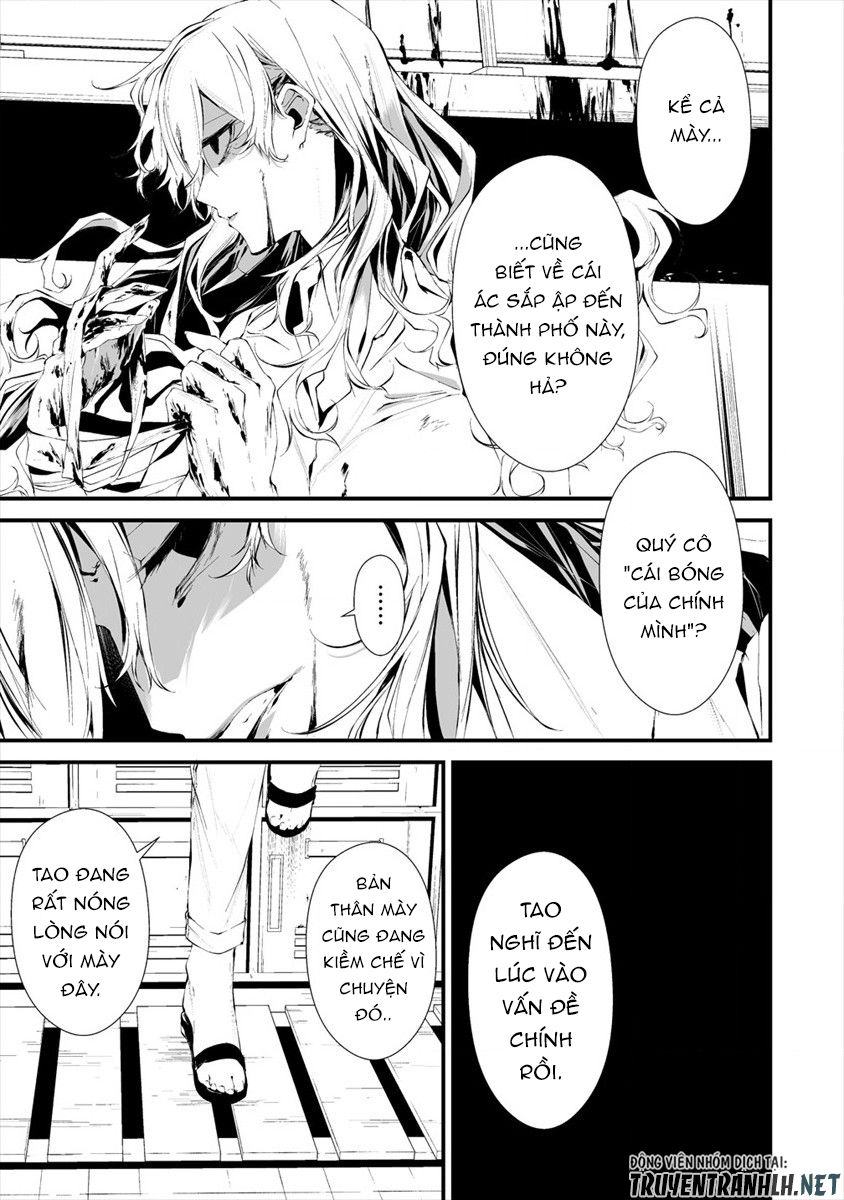 KỂ CẢ
MÀY...
...CŨNG
BIẾT VỀ CÁI
ÁC SẮP ẬP ĐẾN
THÀNH PHỐ NÀY,
ĐÚNG KHÔNG
HẢ?
QUÝ CÔ
"CÁI BÓNG
CỦA CHÍNH
MÌNH"?
......
TAO
NGHĨ ĐẾN
LÚC VÀO
VẤN ĐỀ
CHÍNH
RỒI.
BẢN
THÂN MÀY
CŨNG ĐANG
KIỀM CHẾ VÌ
CHUYỆN
ĐÓ..
TAO ĐANG
RẤT NÓNG
LÒNG NÓI
VỚI MÀY
ĐÂY.
ĐỘNG VIÊN NHÓM DỊCH TẠI:
TRUYENTRANHLH.NET